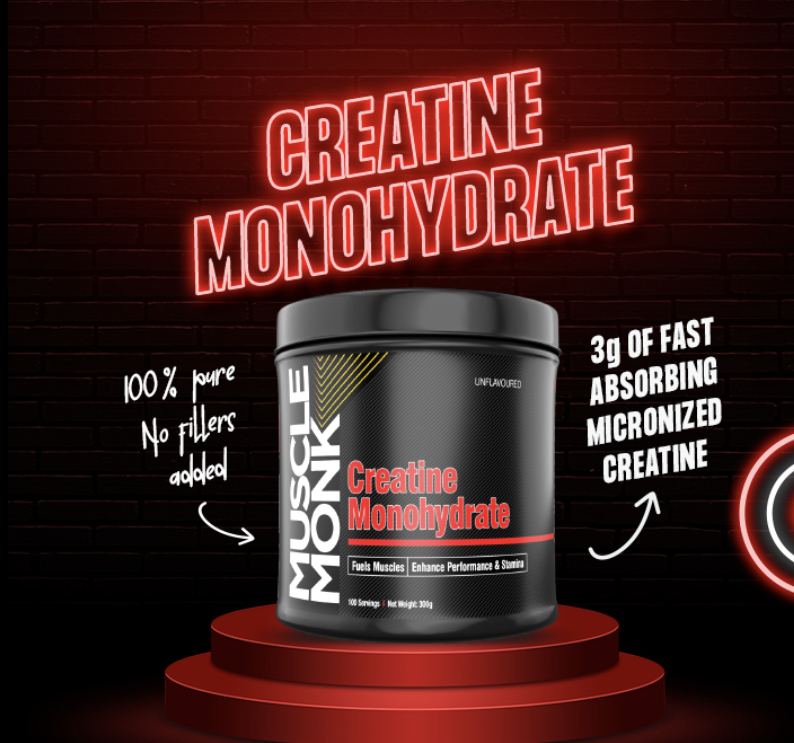 CREATINE
MONOHYDRATE
100% pure
No fillers
added
3g OF FAST
ABSORBING
MICRONIZED
CREATINE
UNFLAVOURED
MUSCLE
MONK
Creatine
Monohydrate
Fuels Muscles | Enhance Performance & Stamina
100 Servings | Net Weight: 300g